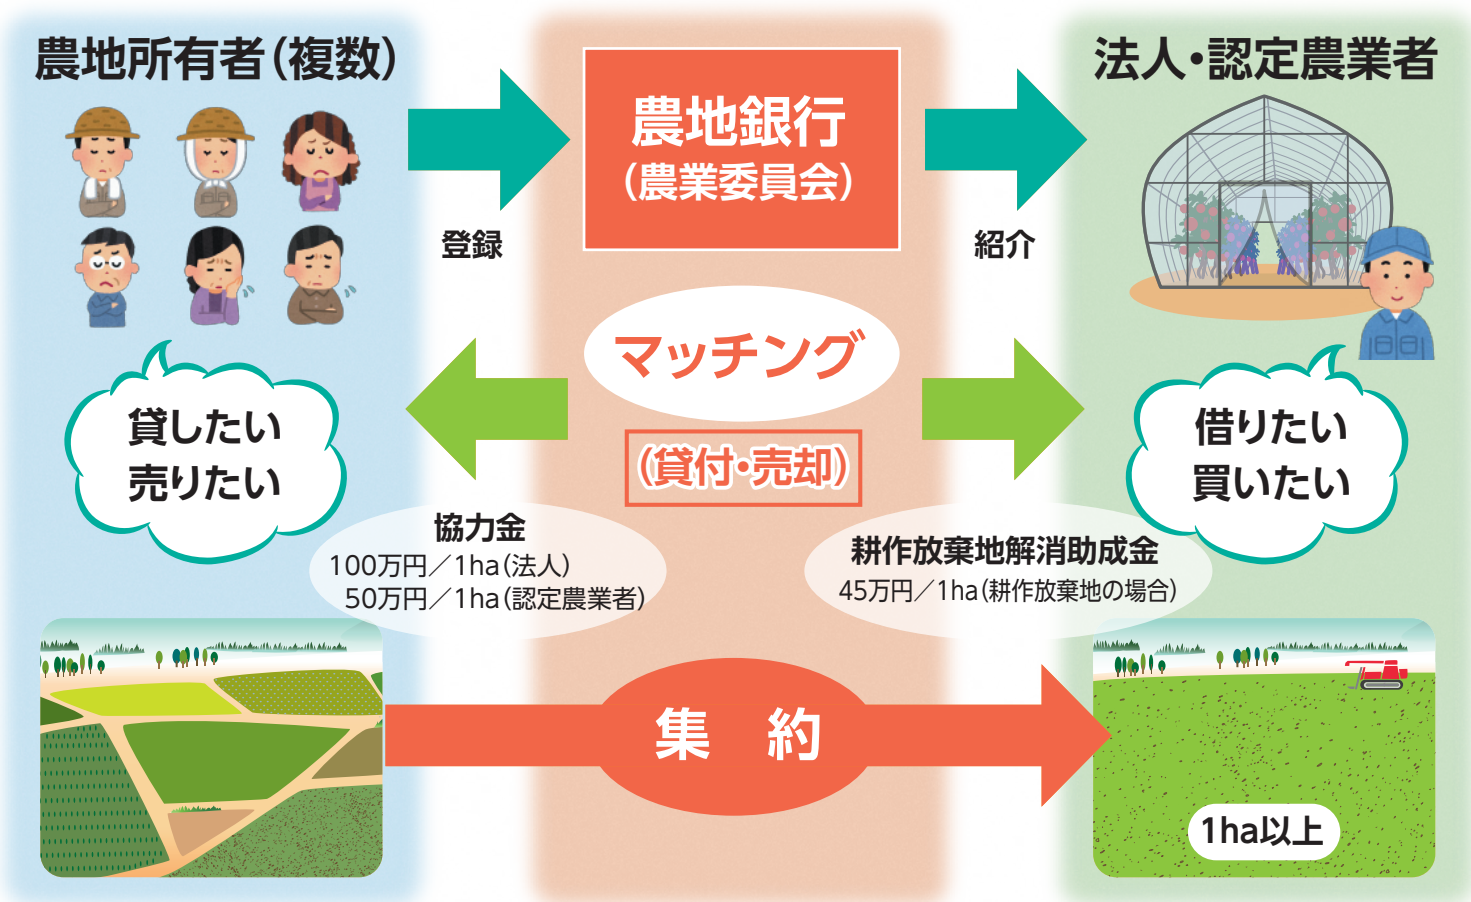 農地所有者(複数)
登録
農地銀行
(農業委員会)
紹介
法人・認定農業者
貸したい
売りたい
マッチング
(貸付・売却)
借りたい
買いたい
協力金
100万円／1ha(法人)
50万円／1ha(認定農業者)
耕作放棄地解消助成金
45万円／1ha(耕作放棄地の場合)
集　約
1ha以上